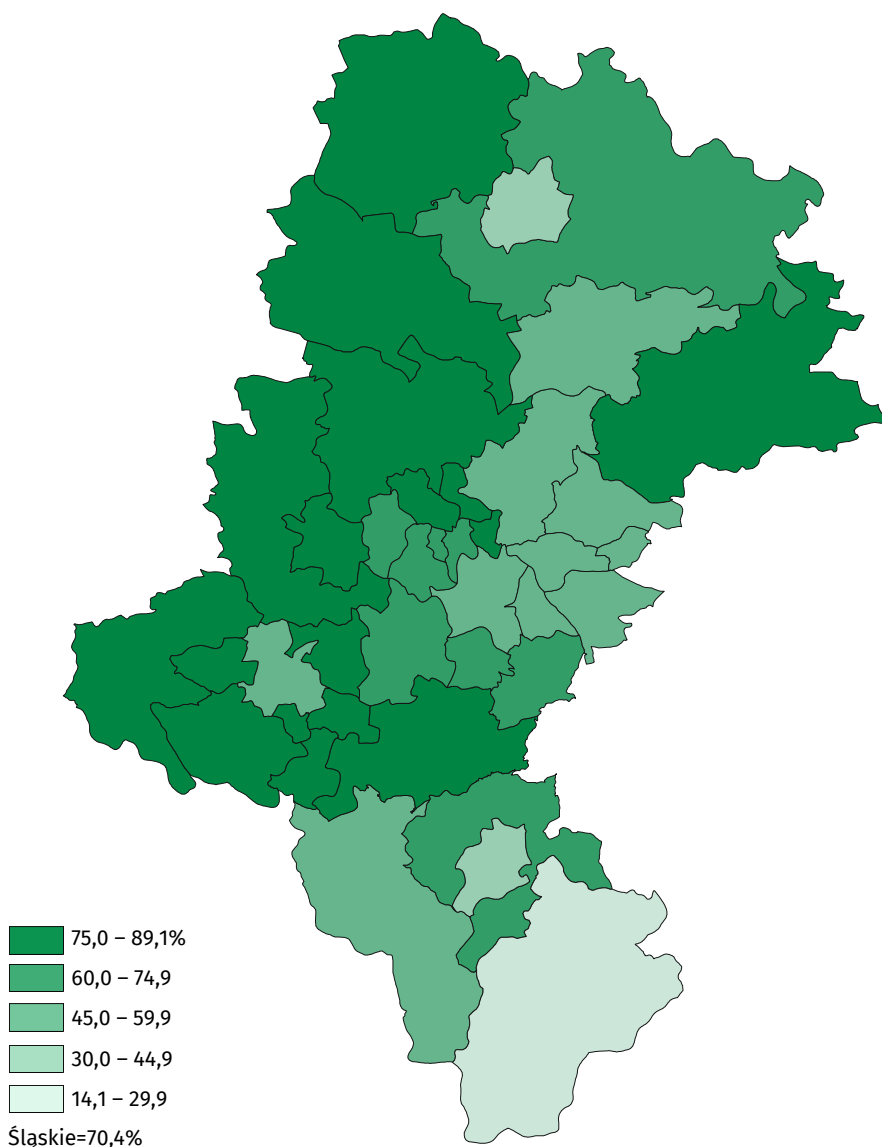 75,0 – 89,1%
60,0 – 74,9
45,0 – 59,9
30,0 – 44,9
14,1 – 29,9
Śląskie=70,4%